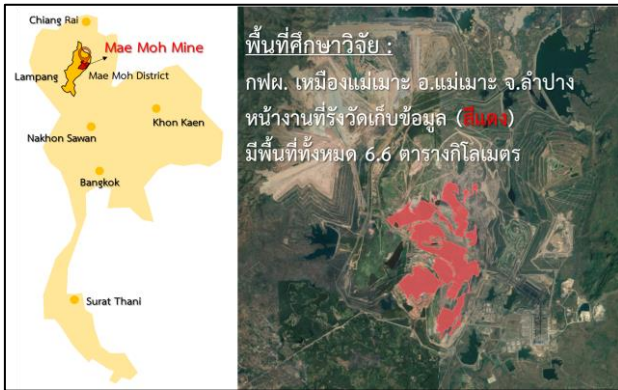 Chiang Rai
Mae Moh Mine
Lampang
Mae Moh District
Khon Kaen
Nakhon Sawan
Bangkok
Surat Thani
พื้นที่ศึกษาวิจัย :
กฟผ. เหมืองแม่เมาะ อ.แม่เมาะ จ.ลำปาง
หน้างานที่รังวัดเก็บข้อมูล (สีแดง)
มีพื้นที่ทั้งหมด 6.6 ตารางกิโลเมตร